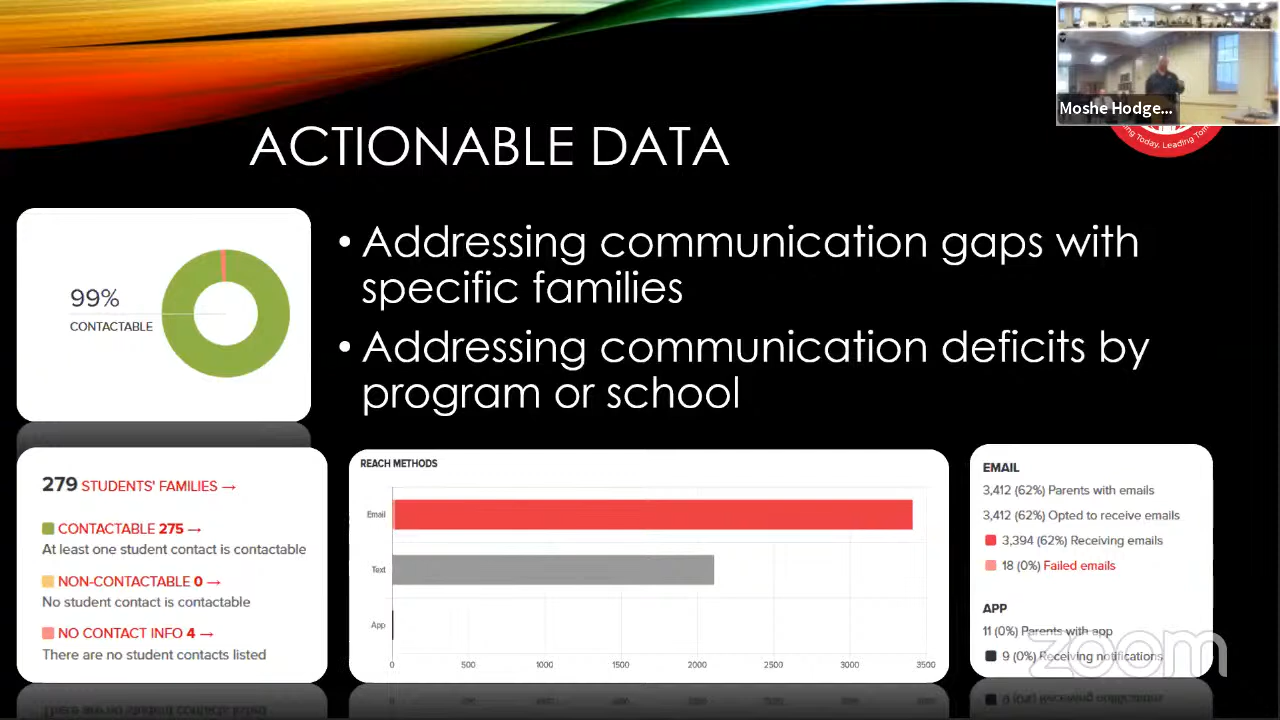 Moshe Hodge...
ing Today, Leading Tom
ACTIONABLE DATA
• Addressing communication gaps with
specific families
• Addressing communication deficits by
program or school
99%
CONTACTABLE
279 STUDENTS' FAMILIES →
CONTACTABLE 275 →
At least one student contact is contactable
NON-CONTACTABLE 0 →
No student contact is contactable
NO CONTACT INFO 4 →
There are no student contacts listed
REACH METHODS
Email
Text
App
0 500 1000 1500 2000 2500 3000 3500
EMAIL
3,412 (62%) Parents with emails
3,412 (62%) Opted to receive emails
3,394 (62%) Receiving emails
18 (0%) Failed emails
APP
11 (0%) Parents with app
9 (0%) Receiving notifications
zoom